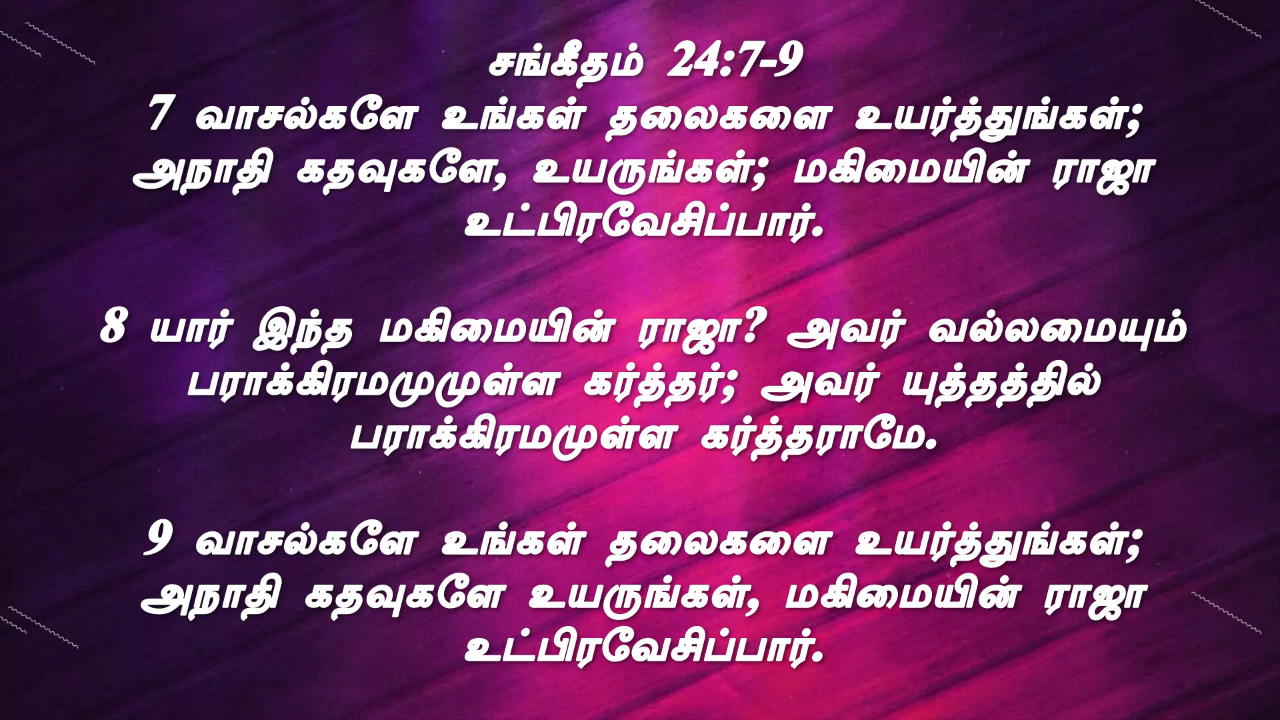 சங்கீதம் 24:7-9
7 வாசல்களே உங்கள் தலைகளை உயர்த்துங்கள்;
அநாதி கதவுகளே, உயருங்கள்; மகிமையின் ராஜா
உட்பிரவேசிப்பார்.
8 யார் இந்த மகிமையின் ராஜா? அவர் வல்லமையும்
பராக்கிரமமுமுள்ள கர்த்தர்; அவர் யுத்தத்தில்
பராக்கிரமமுள்ள கர்த்தராமே.
9 வாசல்களே உங்கள் தலைகளை உயர்த்துங்கள்;
அநாதி கதவுகளே உயருங்கள், மகிமையின் ராஜா
உட்பிரவேசிப்பார்.